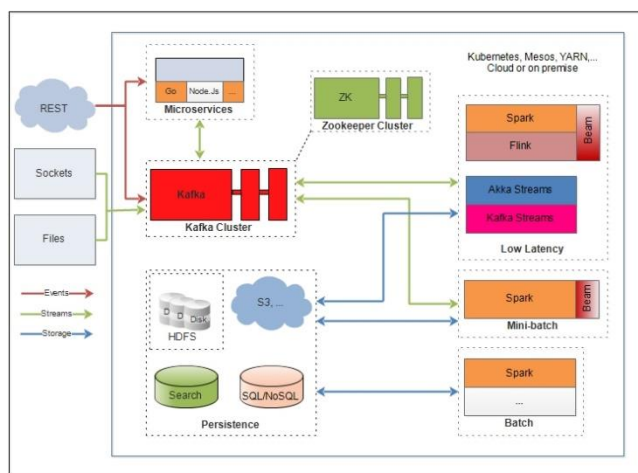 Kubernetes, Mesos, YARN,...
Cloud or on premise
REST
Go
Node.Js
...
Microservices
ZK
Zookeeper Cluster
Spark
Flink
Beam
Sockets
Kafka
Kafka Cluster
Akka Streams
Kafka Streams
Low Latency
Files
Events
Streams
Storage
D
D
Disk
HDFS
S3, ...
Spark
Beam
Mini-batch
Search
SQL/NoSQL
Persistence
Spark
...
Batch